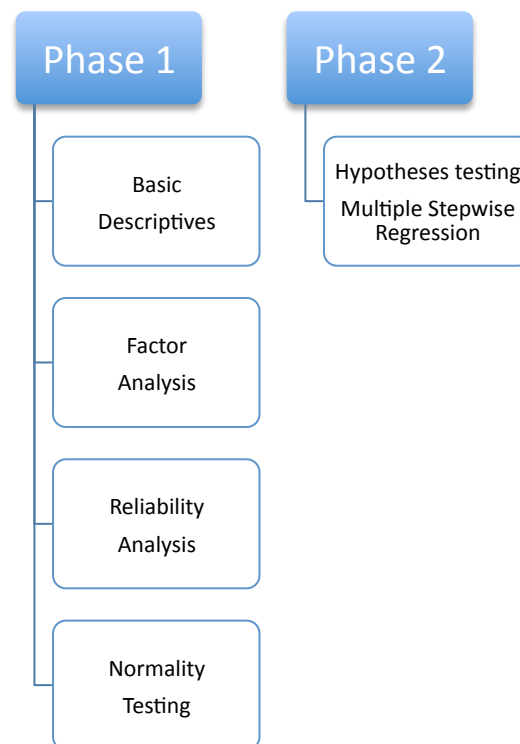 Phase 1
Basic
Descriptives
Factor
Analysis
Reliability
Analysis
Normality
Testing
Phase 2
Hypotheses testing
Multiple Stepwise
Regression